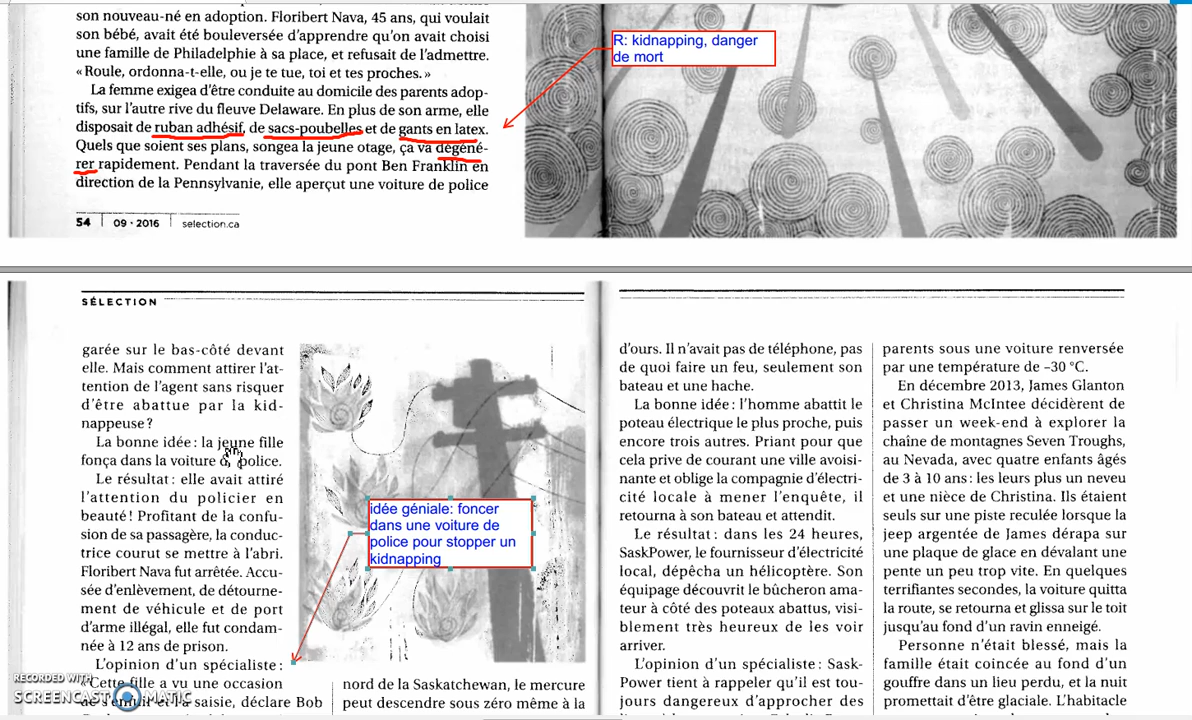 son nouveau-né en adoption. Floribert Nava, 45 ans, qui voulait
son bébé, avait été bouleversée d'apprendre qu'on avait choisi
une famille de Philadelphie à sa place, et refusait de l'admettre.
« Roule, ordonna-t-elle, ou je te tue, toi et tes proches. »
La femme exigea d'être conduite au domicile des parents adop-
tifs, sur l'autre rive du fleuve Delaware. En plus de son arme, elle
disposait de ruban adhésif, de sacs-poubelles et de gants en latex.
Quels que soient ses plans, songea la jeune otage, ça va dégéné-
rer rapidement. Pendant la traversée du pont Ben Franklin en
direction de la Pennsylvanie, elle aperçut une voiture de police
54 | 09 • 2016 | selection.ca
R: kidnapping, danger
de mort
SÉLECTION
garée sur le bas-côté devant
elle. Mais comment attirer l'at-
tention de l'agent sans risquer
d'être abattue par la kid-
nappeuse ?
La bonne idée : la jeune fille
fonça dans la voiture police.
Le résultat : elle avait attiré
l'attention du policier en
beauté ! Profitant de la confu-
sion de sa passagère, la conduc-
trice courut se mettre à l'abri.
Floribert Nava fut arrêtée. Accu-
sée d'enlèvement, de détourne-
ment de véhicule et de port
d'arme illégal, elle fut condam-
née à 12 ans de prison.
L'opinion d'un spécialiste :
«Cette fille a vu une occasion
de s'enfuir et l'a saisie, déclare Bob
idée géniale: foncer
dans une voiture de
police pour stopper un
kidnapping
nord de la Saskatchewan, le mercure
peut descendre sous zéro même à la
d'ours. Il n'avait pas de téléphone, pas
de quoi faire un feu, seulement son
bateau et une hache.
La bonne idée : l'homme abattit le
poteau électrique le plus proche, puis
encore trois autres. Priant pour que
cela prive de courant une ville avoisi-
nante et oblige la compagnie d'électri-
cité locale à mener l'enquête, il
retourna à son bateau et attendit.
Le résultat : dans les 24 heures,
SaskPower, le fournisseur d'électricité
local, dépêcha un hélicoptère. Son
équipage découvrit le bûcheron ama-
teur à côté des poteaux abattus, visi-
blement très heureux de les voir
arriver.
L'opinion d'un spécialiste : Sask-
Power tient à rappeler qu'il est tou-
jours dangereux d'approcher des
parents sous une voiture renversée
par une température de –30 °C.
En décembre 2013, James Glanton
et Christina McIntee décidèrent de
passer un week-end à explorer la
chaîne de montagnes Seven Troughs,
au Nevada, avec quatre enfants âgés
de 3 à 10 ans : les leurs plus un neveu
et une nièce de Christina. Ils étaient
seuls sur une piste reculée lorsque la
jeep argentée de James dérapa sur
une plaque de glace en dévalant une
pente un peu trop vite. En quelques
terrifiantes secondes, la voiture quitta
la route, se retourna et glissa sur le toit
jusqu'au fond d'un ravin enneigé.
Personne n'était blessé, mais la
famille était coincée au fond d'un
gouffre dans un lieu perdu, et la nuit
promettait d'être glaciale. L'habitacle
RECORDED WITH
SCREENCAST MATIC